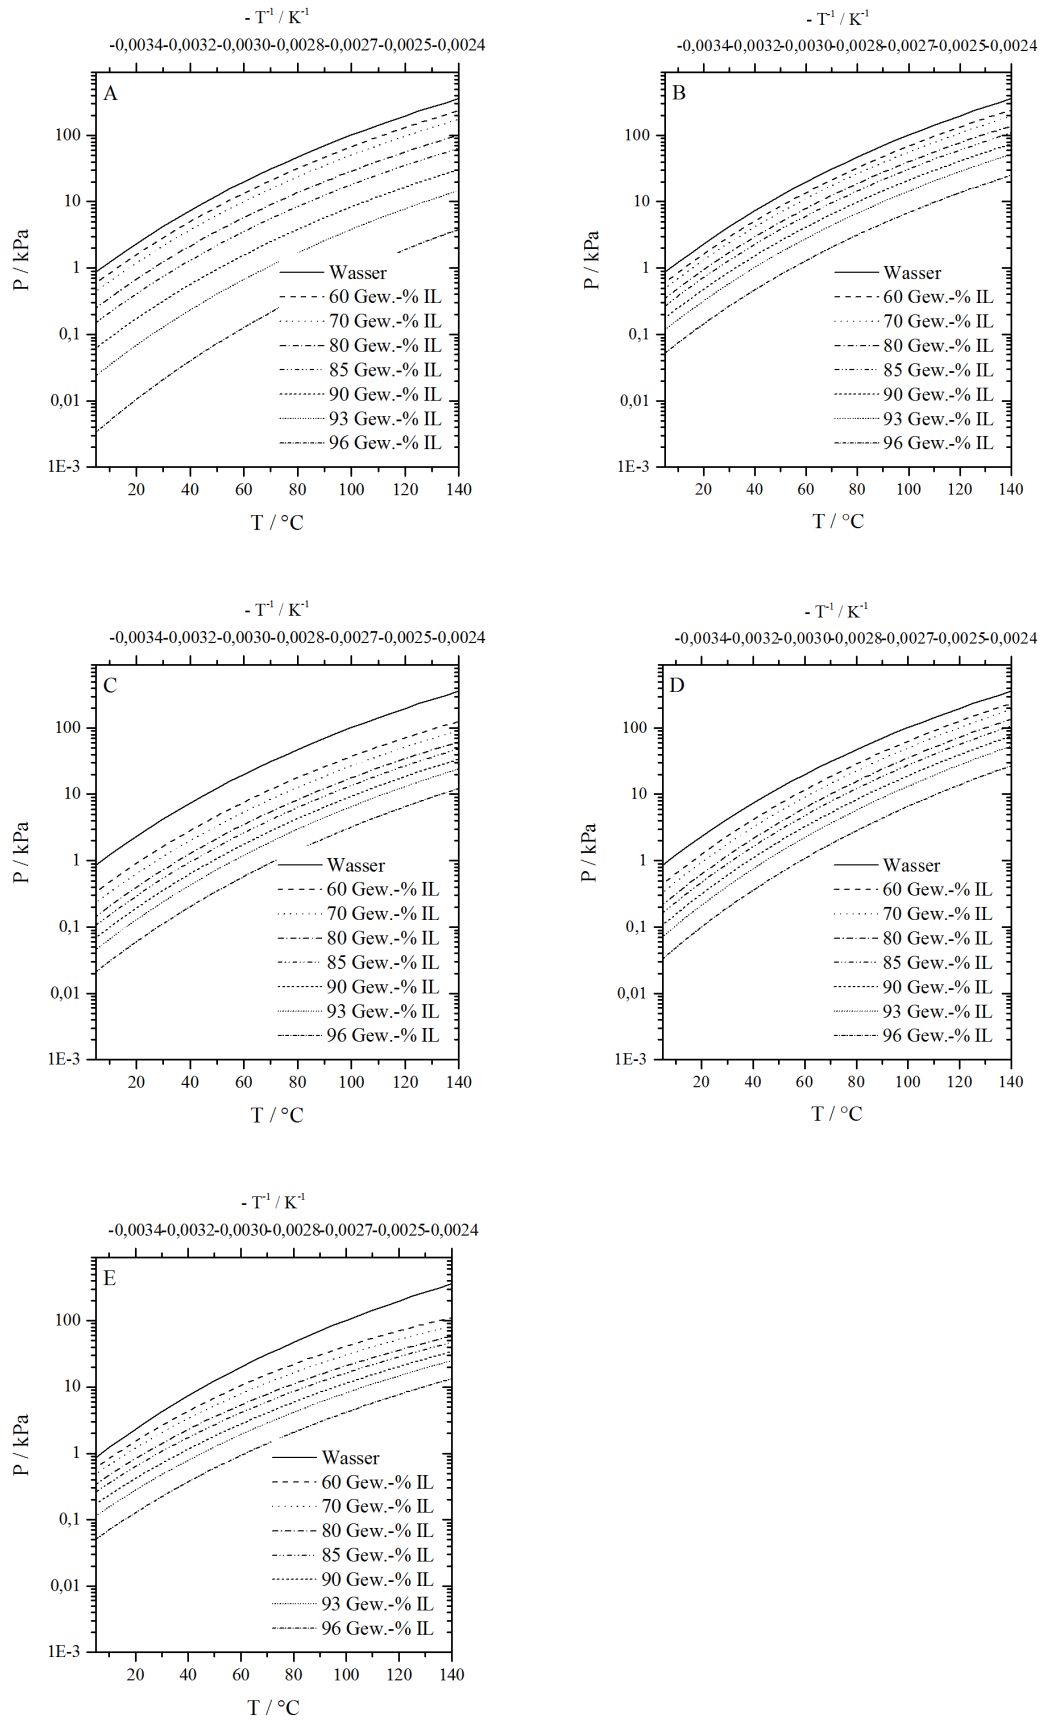 - T⁻¹ / K⁻¹
-0,0034 -0,0032 -0,0030 -0,0028 -0,0027 -0,0025 -0,0024
A
100
10
1
0,1
0,01
1E-3
P / kPa
Wasser
60 Gew.-% IL
70 Gew.-% IL
80 Gew.-% IL
85 Gew.-% IL
90 Gew.-% IL
93 Gew.-% IL
96 Gew.-% IL
20 40 60 80 100 120 140
T / °C
- T⁻¹ / K⁻¹
-0,0034 -0,0032 -0,0030 -0,0028 -0,0027 -0,0025 -0,0024
B
100
10
1
0,1
0,01
1E-3
P / kPa
Wasser
60 Gew.-% IL
70 Gew.-% IL
80 Gew.-% IL
85 Gew.-% IL
90 Gew.-% IL
93 Gew.-% IL
96 Gew.-% IL
20 40 60 80 100 120 140
T / °C
- T⁻¹ / K⁻¹
-0,0034 -0,0032 -0,0030 -0,0028 -0,0027 -0,0025 -0,0024
C
100
10
1
0,1
0,01
1E-3
P / kPa
Wasser
60 Gew.-% IL
70 Gew.-% IL
80 Gew.-% IL
85 Gew.-% IL
90 Gew.-% IL
93 Gew.-% IL
96 Gew.-% IL
20 40 60 80 100 120 140
T / °C
- T⁻¹ / K⁻¹
-0,0034 -0,0032 -0,0030 -0,0028 -0,0027 -0,0025 -0,0024
D
100
10
1
0,1
0,01
1E-3
P / kPa
Wasser
60 Gew.-% IL
70 Gew.-% IL
80 Gew.-% IL
85 Gew.-% IL
90 Gew.-% IL
93 Gew.-% IL
96 Gew.-% IL
20 40 60 80 100 120 140
T / °C
- T⁻¹ / K⁻¹
-0,0034 -0,0032 -0,0030 -0,0028 -0,0027 -0,0025 -0,0024
E
100
10
1
0,1
0,01
1E-3
P / kPa
Wasser
60 Gew.-% IL
70 Gew.-% IL
80 Gew.-% IL
85 Gew.-% IL
90 Gew.-% IL
93 Gew.-% IL
96 Gew.-% IL
20 40 60 80 100 120 140
T / °C